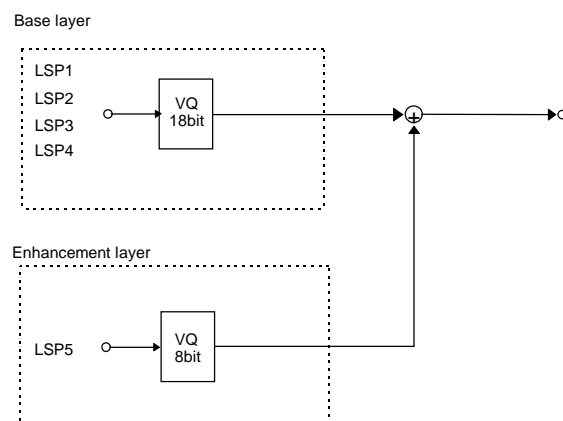 Base layer
LSP1
LSP2
LSP3
LSP4
VQ
18bit
+
Enhancement layer
LSP5
VQ
8bit